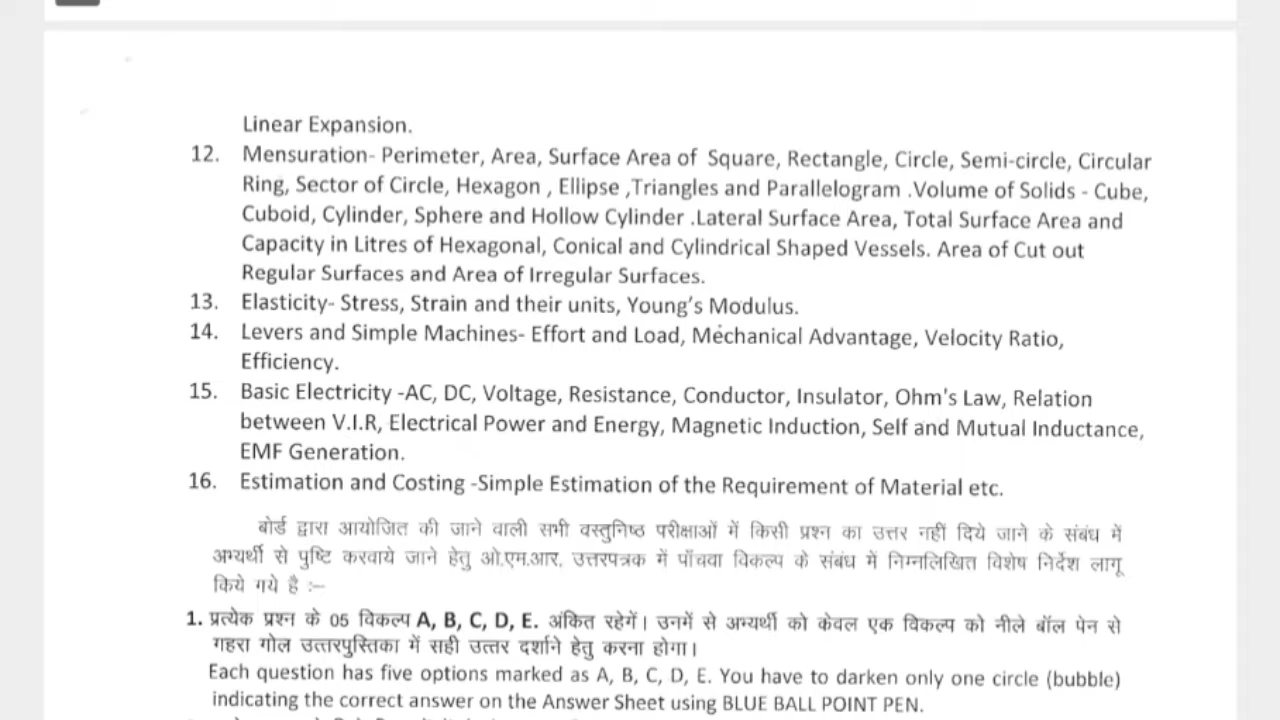 Linear Expansion.
12. Mensuration- Perimeter, Area, Surface Area of Square, Rectangle, Circle, Semi-circle, Circular
Ring, Sector of Circle, Hexagon , Ellipse ,Triangles and Parallelogram .Volume of Solids - Cube,
Cuboid, Cylinder, Sphere and Hollow Cylinder .Lateral Surface Area, Total Surface Area and
Capacity in Litres of Hexagonal, Conical and Cylindrical Shaped Vessels. Area of Cut out
Regular Surfaces and Area of Irregular Surfaces.
13. Elasticity- Stress, Strain and their units, Young's Modulus.
14. Levers and Simple Machines- Effort and Load, Mechanical Advantage, Velocity Ratio,
Efficiency.
15. Basic Electricity -AC, DC, Voltage, Resistance, Conductor, Insulator, Ohm's Law, Relation
between V.I.R, Electrical Power and Energy, Magnetic Induction, Self and Mutual Inductance,
EMF Generation.
16. Estimation and Costing -Simple Estimation of the Requirement of Material etc.
बोर्ड द्वारा आयोजित की जाने वाली सभी वस्तुनिष्ठ परीक्षाओं में किसी प्रश्न का उत्तर नहीं दिये जाने के संबंध में
अभ्यर्थी से पुष्टि करवाये जाने हेतु ओ.एम.आर. उत्तरपत्रक में पॉंचवा विकल्प के संबंध में निम्नलिखित विशेष निर्देश लागू
किये गये है :–
1. प्रत्येक प्रश्न के 05 विकल्प A, B, C, D, E. अंकित रहेगें। उनमें से अभ्यर्थी को केवल एक विकल्प को नीले बॉल पेन से
गहरा गोल उत्तरपुस्तिका में सही उत्तर दर्शाने हेतु करना होगा।
Each question has five options marked as A, B, C, D, E. You have to darken only one circle (bubble)
indicating the correct answer on the Answer Sheet using BLUE BALL POINT PEN.